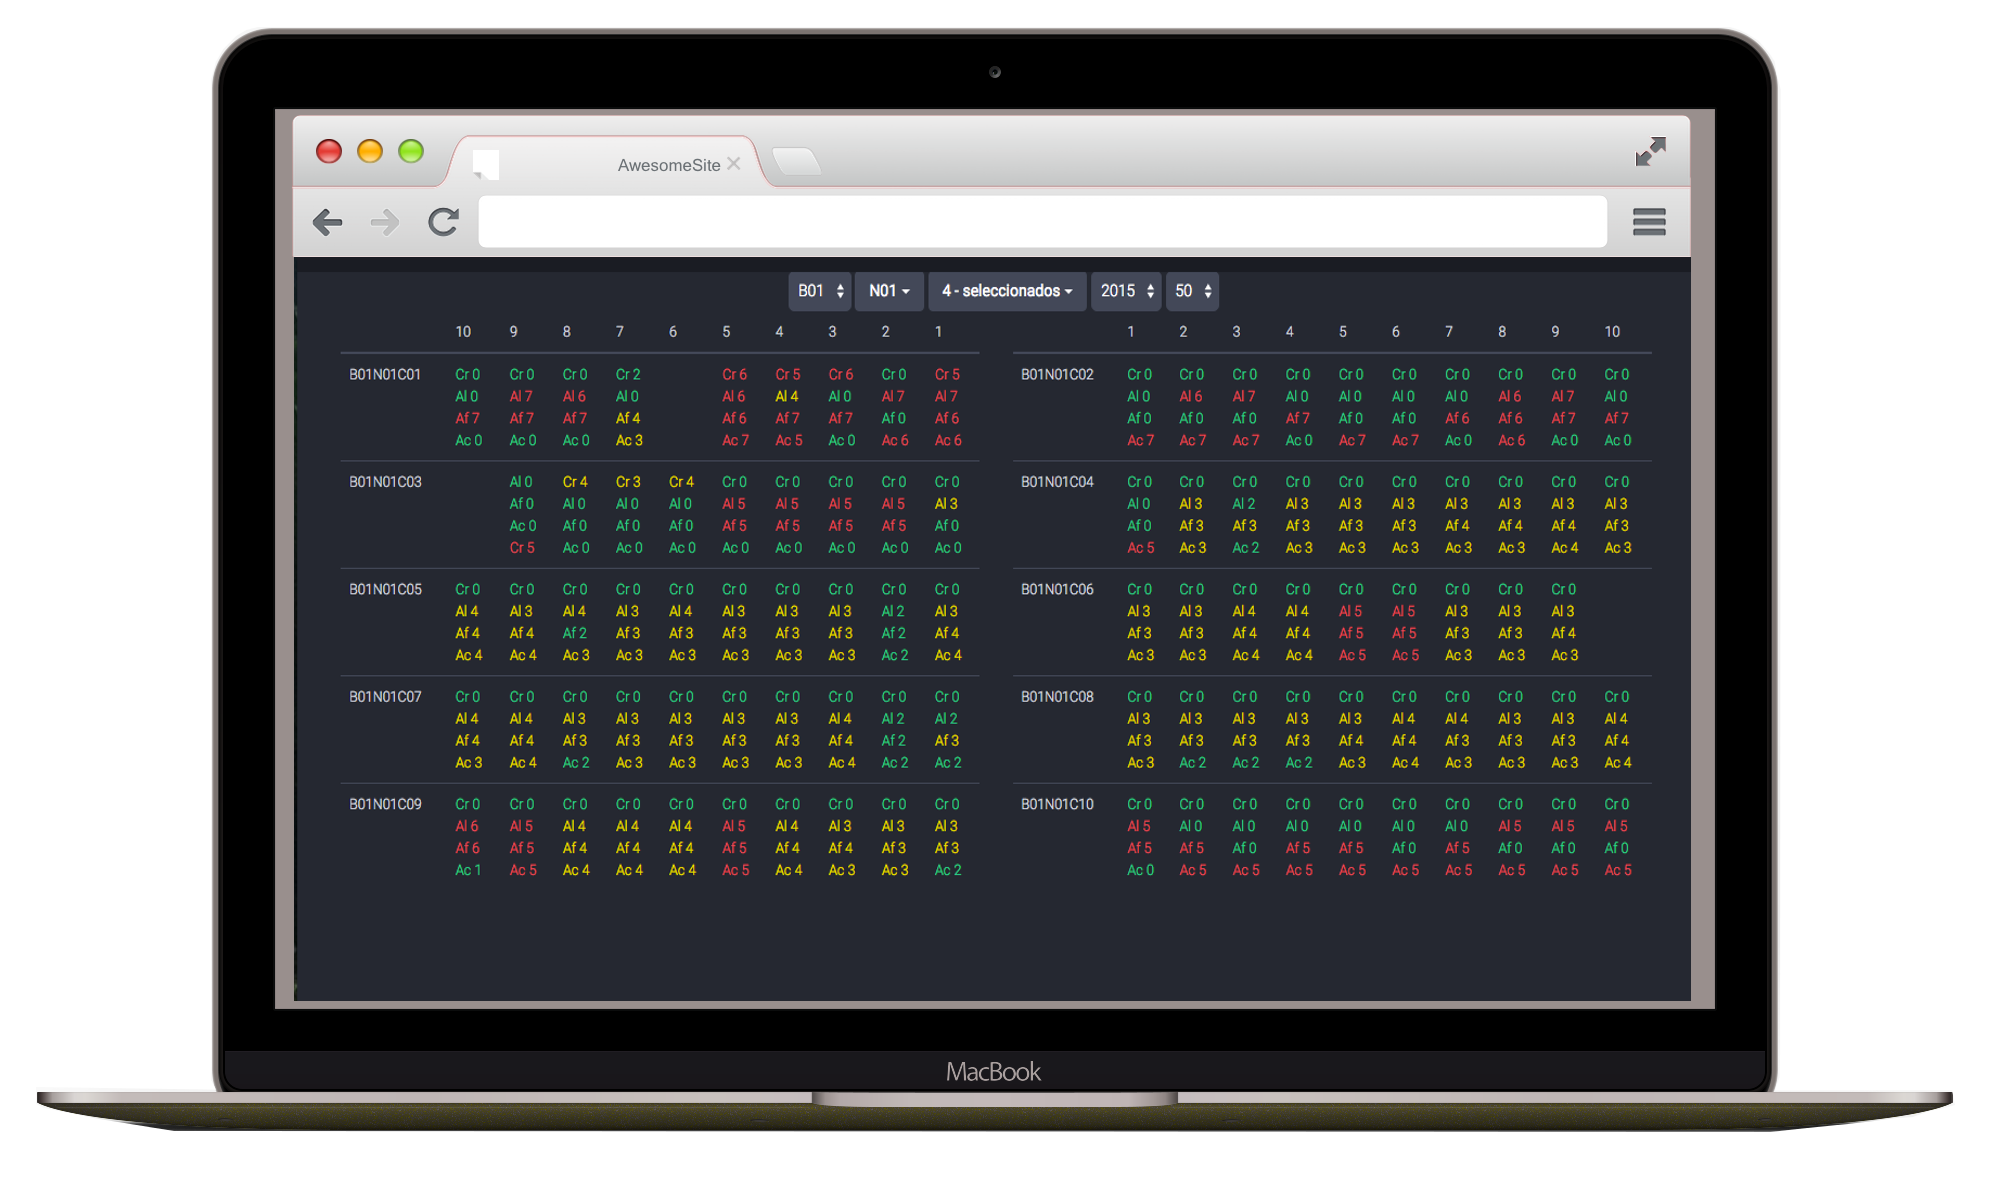 AwesomeSite
B01 N01 4 - seleccionados 2015 50
10 9 8 7 6 5 4 3 2 1 1 2 3 4 5 6 7 8 9 10
B01N01C01 Cr 0 Cr 0 Cr 0 Cr 2 Cr 6 Cr 5 Cr 6 Cr 0 Cr 5 B01N01C02 Cr 0 Cr 0 Cr 0 Cr 0 Cr 0 Cr 0 Cr 0 Cr 0 Cr 0 Cr 0
Al 0 Al 7 Al 6 Al 0 Al 6 Al 4 Al 0 Al 7 Al 7 Al 0 Al 6 Al 7 Al 0 Al 0 Al 0 Al 0 Al 6 Al 7 Al 0
Af 7 Af 7 Af 7 Af 4 Af 6 Af 7 Af 7 Af 0 Af 6 Af 0 Af 0 Af 0 Af 7 Af 0 Af 0 Af 6 Af 6 Af 7 Af 7
Ac 0 Ac 0 Ac 0 Ac 3 Ac 7 Ac 5 Ac 0 Ac 6 Ac 6 Ac 7 Ac 7 Ac 7 Ac 0 Ac 7 Ac 7 Ac 0 Ac 6 Ac 0 Ac 0
B01N01C03 Al 0 Cr 4 Cr 3 Cr 4 Cr 0 Cr 0 Cr 0 Cr 0 Cr 0 B01N01C04 Cr 0 Cr 0 Cr 0 Cr 0 Cr 0 Cr 0 Cr 0 Cr 0 Cr 0 Cr 0
Af 0 Al 0 Al 0 Al 0 Al 5 Al 5 Al 5 Al 5 Al 3 Al 0 Al 3 Al 2 Al 3 Al 3 Al 3 Al 3 Al 3 Al 3 Al 3
Ac 0 Af 0 Af 0 Af 0 Af 5 Af 5 Af 5 Af 5 Af 0 Af 0 Af 3 Af 3 Af 3 Af 3 Af 3 Af 4 Af 4 Af 4 Af 3
Cr 5 Ac 0 Ac 0 Ac 0 Ac 0 Ac 0 Ac 0 Ac 0 Ac 0 Ac 5 Ac 3 Ac 2 Ac 3 Ac 3 Ac 3 Ac 3 Ac 3 Ac 4 Ac 3
B01N01C05 Cr 0 Cr 0 Cr 0 Cr 0 Cr 0 Cr 0 Cr 0 Cr 0 Cr 0 Cr 0 B01N01C06 Cr 0 Cr 0 Cr 0 Cr 0 Cr 0 Cr 0 Cr 0 Cr 0 Cr 0
Al 4 Al 3 Al 4 Al 3 Al 4 Al 3 Al 3 Al 3 Al 2 Al 3 Al 3 Al 3 Al 4 Al 4 Al 5 Al 5 Al 3 Al 3 Al 3
Af 4 Af 4 Af 2 Af 3 Af 3 Af 3 Af 3 Af 3 Af 2 Af 4 Af 3 Af 3 Af 4 Af 4 Af 5 Af 5 Af 3 Af 3 Af 4
Ac 4 Ac 4 Ac 3 Ac 3 Ac 3 Ac 3 Ac 3 Ac 3 Ac 2 Ac 4 Ac 3 Ac 3 Ac 4 Ac 4 Ac 5 Ac 5 Ac 3 Ac 3 Ac 3
B01N01C07 Cr 0 Cr 0 Cr 0 Cr 0 Cr 0 Cr 0 Cr 0 Cr 0 Cr 0 Cr 0 B01N01C08 Cr 0 Cr 0 Cr 0 Cr 0 Cr 0 Cr 0 Cr 0 Cr 0 Cr 0 Cr 0
Al 4 Al 4 Al 3 Al 3 Al 3 Al 3 Al 3 Al 4 Al 2 Al 2 Al 3 Al 3 Al 3 Al 3 Al 3 Al 4 Al 4 Al 3 Al 3 Al 4
Af 4 Af 4 Af 3 Af 3 Af 3 Af 3 Af 3 Af 4 Af 2 Af 3 Af 3 Af 3 Af 3 Af 3 Af 4 Af 4 Af 3 Af 3 Af 3 Af 4
Ac 3 Ac 4 Ac 2 Ac 3 Ac 3 Ac 3 Ac 3 Ac 4 Ac 2 Ac 2 Ac 3 Ac 2 Ac 2 Ac 2 Ac 3 Ac 4 Ac 3 Ac 3 Ac 3 Ac 4
B01N01C09 Cr 0 Cr 0 Cr 0 Cr 0 Cr 0 Cr 0 Cr 0 Cr 0 Cr 0 Cr 0 B01N01C10 Cr 0 Cr 0 Cr 0 Cr 0 Cr 0 Cr 0 Cr 0 Cr 0 Cr 0 Cr 0
Al 6 Al 5 Al 4 Al 4 Al 4 Al 5 Al 4 Al 3 Al 3 Al 3 Al 5 Al 0 Al 0 Al 0 Al 0 Al 0 Al 0 Al 5 Al 5 Al 5
Af 6 Af 5 Af 4 Af 4 Af 4 Af 5 Af 4 Af 4 Af 3 Af 3 Af 5 Af 5 Af 0 Af 5 Af 5 Af 0 Af 5 Af 0 Af 0 Af 0
Ac 1 Ac 5 Ac 4 Ac 4 Ac 4 Ac 5 Ac 4 Ac 3 Ac 3 Ac 2 Ac 0 Ac 5 Ac 5 Ac 5 Ac 5 Ac 5 Ac 5 Ac 5 Ac 5 Ac 5
MacBook